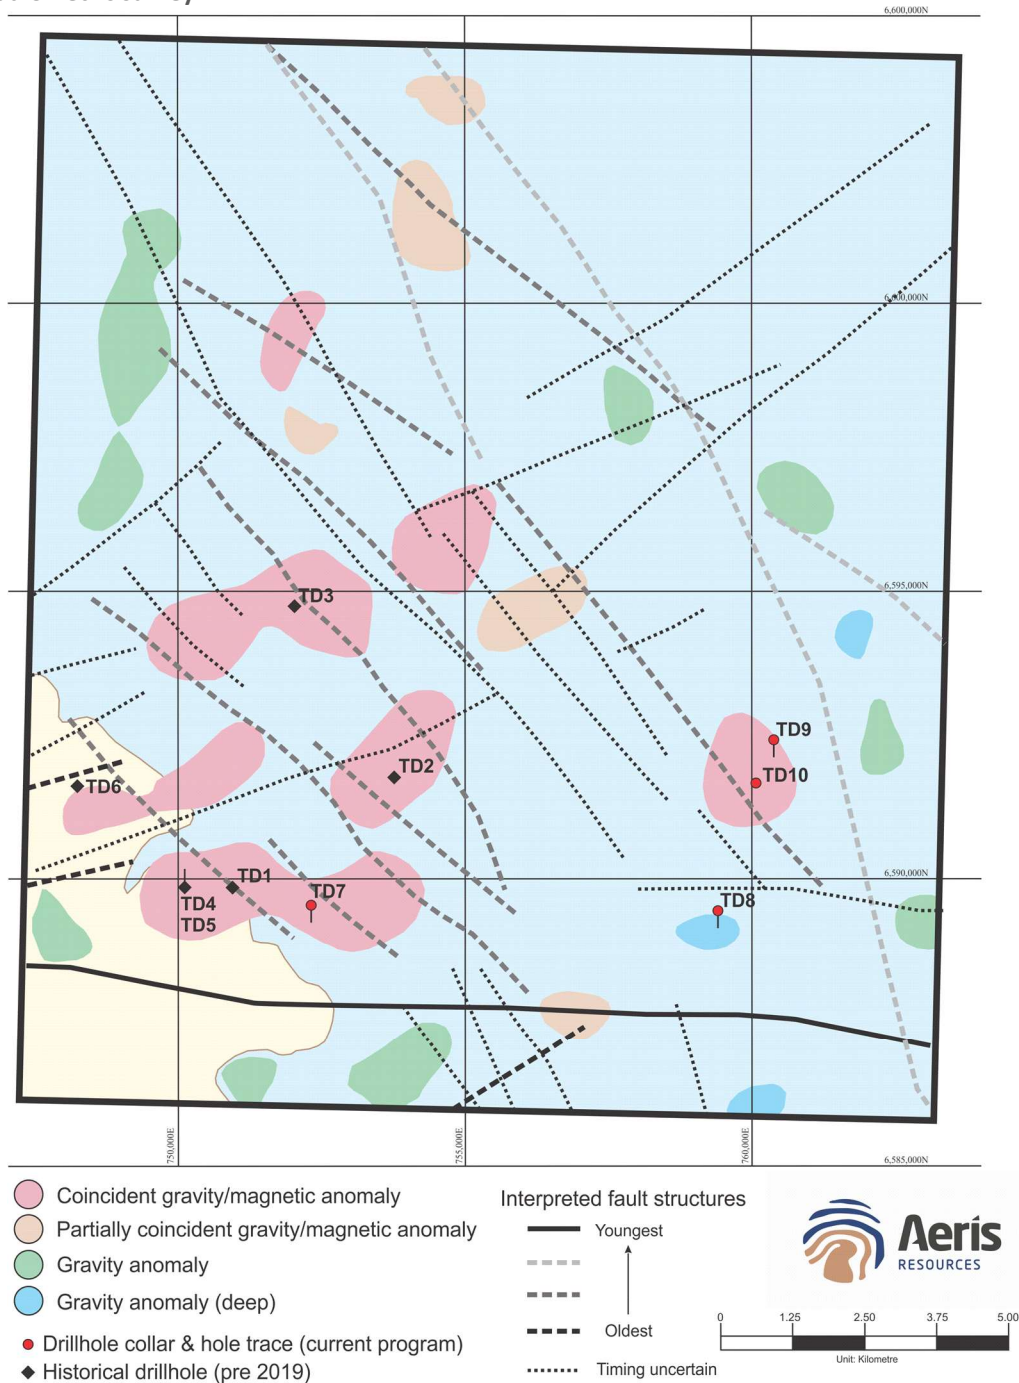 6,600,000N
6,600,000N
TD3
6,595,000N
TD9
TD2
TD10
TD6
TD1
TD7
6,590,000N
TD8
TD4
TD5
750,000E
755,000E
760,000E
6,585,000N
Coincident gravity/magnetic anomaly
Partially coincident gravity/magnetic anomaly
Gravity anomaly
Gravity anomaly (deep)
Drillhole collar & hole trace (current program)
Historical drillhole (pre 2019)
Interpreted fault structures
Youngest
Oldest
Timing uncertain
Aeris
RESOURCES
0 1.25 2.50 3.75 5.00
Unit: Kilometre